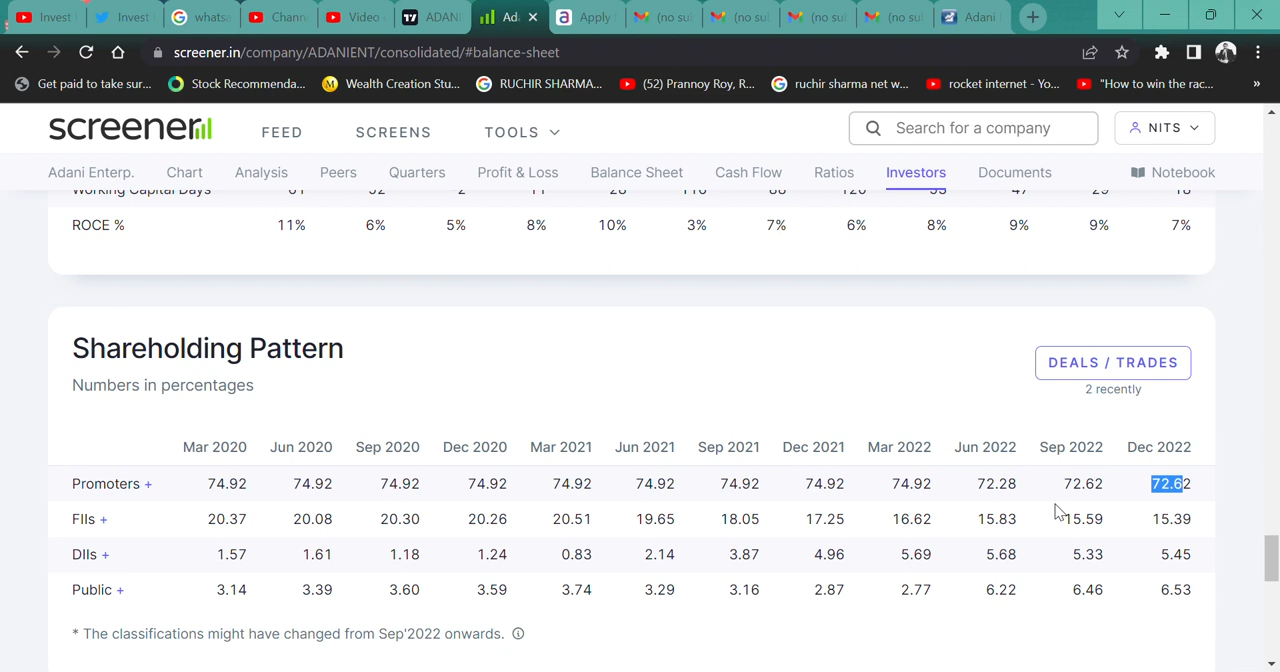 Invest
Invest
whatsa
Chann
Video
ADANI
Ad
Apply
(no sul
(no sul
(no sul
(no sul
Adani
screener.in/company/ADANIENT/consolidated/#balance-sheet
Get paid to take sur... Stock Recommenda... Wealth Creation Stu... RUCHIR SHARMA... (52) Prannoy Roy, R... ruchir sharma net w... rocket internet - Yo... "How to win the rac... »
screener FEED SCREENS TOOLS Search for a company NITS
Adani Enterp. Chart Analysis Peers Quarters Profit & Loss Balance Sheet Cash Flow Ratios Investors Documents Notebook
Working Capital Days
ROCE % 11% 6% 5% 8% 10% 3% 7% 6% 8% 9% 9% 7%
Shareholding Pattern
DEALS / TRADES
Numbers in percentages
2 recently
Mar 2020 Jun 2020 Sep 2020 Dec 2020 Mar 2021 Jun 2021 Sep 2021 Dec 2021 Mar 2022 Jun 2022 Sep 2022 Dec 2022
Promoters + 74.92 74.92 74.92 74.92 74.92 74.92 74.92 74.92 74.92 72.28 72.62 72.62
FIIs + 20.37 20.08 20.30 20.26 20.51 19.65 18.05 17.25 16.62 15.83 15.59 15.39
DIIs + 1.57 1.61 1.18 1.24 0.83 2.14 3.87 4.96 5.69 5.68 5.33 5.45
Public + 3.14 3.39 3.60 3.59 3.74 3.29 3.16 2.87 2.77 6.22 6.46 6.53
* The classifications might have changed from Sep'2022 onwards.